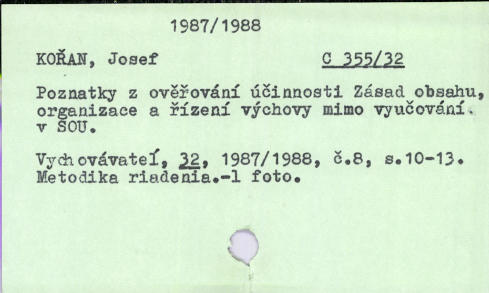 1987/1988
KOŘAN, Josef C 355/32
Poznatky z ověřování účinnosti Zásad obsahu,
organizace a řízení výchovy mimo vyučování
v SOU.
Vychovávateľ, 32, 1987/1988, č.8, s.10-13.
Metodika riadenia.-1 foto.